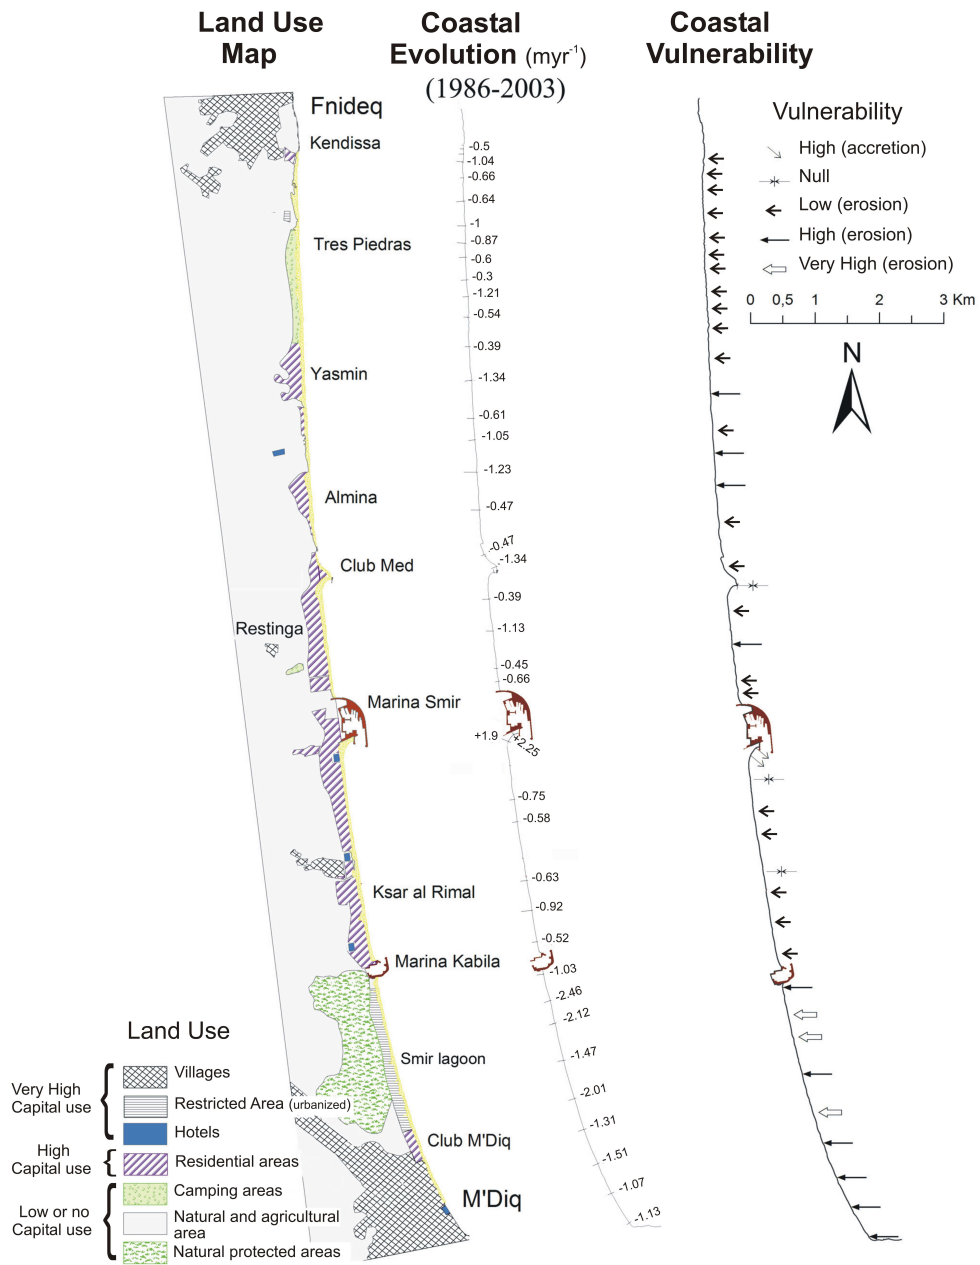 Land Use
Map
Coastal
Evolution (myr-1)
(1986-2003)
Coastal
Vulnerability
Fnideq
Kendissa
Tres Piedras
Yasmin
Almina
Club Med
Restinga
Marina Smir
Ksar al Rimal
Marina Kabila
Smir lagoon
Club M'Diq
M'Diq
-0.5
-1.04
-0.66
-0.64
-1
-0.87
-0.6
-0.3
-1.21
-0.54
-0.39
-1.34
-0.61
-1.05
-1.23
-0.47
-0.47
-1.34
-0.39
-1.13
-0.45
-0.66
+1.9
+2.25
-0.75
-0.58
-0.63
-0.92
-0.52
-1.03
-2.46
-2.12
-1.47
-2.01
-1.31
-1.51
-1.07
-1.13
Vulnerability
High (accretion)
Null
Low (erosion)
High (erosion)
Very High (erosion)
0 0,5 1 2 3 Km
N
Land Use
Very High
Capital use
Villages
Restricted Area (urbanized)
Hotels
High
Capital use
Residential areas
Low or no
Capital use
Camping areas
Natural and agricultural
area
Natural protected areas